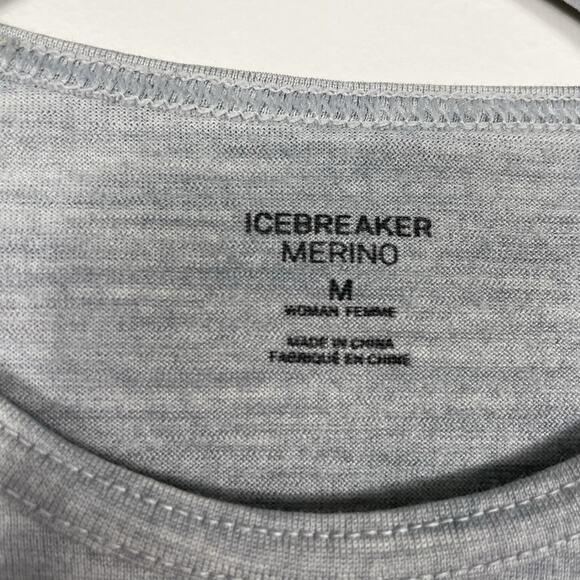 ICEBREAKER
MERINO
M
WOMAN FEMME
MADE IN CHINA
FABRIQUÉ EN CHINE